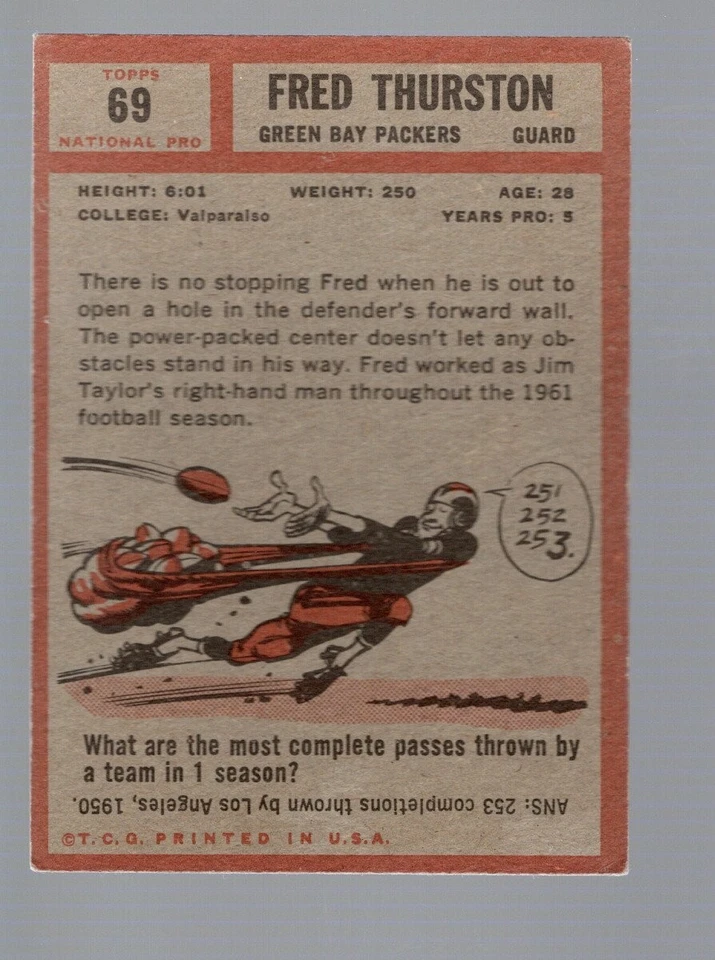 TOPPS
69
NATIONAL PRO
FRED THURSTON
GREEN BAY PACKERS GUARD
HEIGHT: 6:01 WEIGHT: 250 AGE: 28
COLLEGE: Valparaiso YEARS PRO: 5
There is no stopping Fred when he is out to
open a hole in the defender's forward wall.
The power-packed center doesn't let any ob-
stacles stand in his way. Fred worked as Jim
Taylor's right-hand man throughout the 1961
football season.
251
252
253.
What are the most complete passes thrown by
a team in 1 season?
ANS: 253 completions thrown by Los Angeles, 1950.
©T.C.G. PRINTED IN U.S.A.